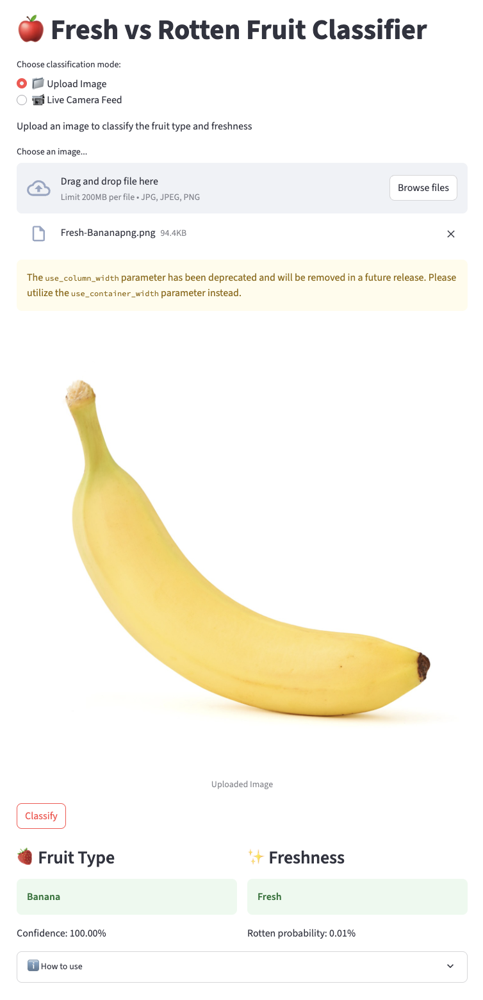 🍎 Fresh vs Rotten Fruit Classifier
Choose classification mode:
📁 Upload Image
📹 Live Camera Feed
Upload an image to classify the fruit type and freshness
Choose an image...
Drag and drop file here
Limit 200MB per file • JPG, JPEG, PNG
Browse files
Fresh-Bananapng.png 94.4KB
The use_column_width parameter has been deprecated and will be removed in a future release. Please
utilize the use_container_width parameter instead.
Uploaded Image
Classify
🍓 Fruit Type
✨ Freshness
Banana
Fresh
Confidence: 100.00%
Rotten probability: 0.01%
ℹ️ How to use